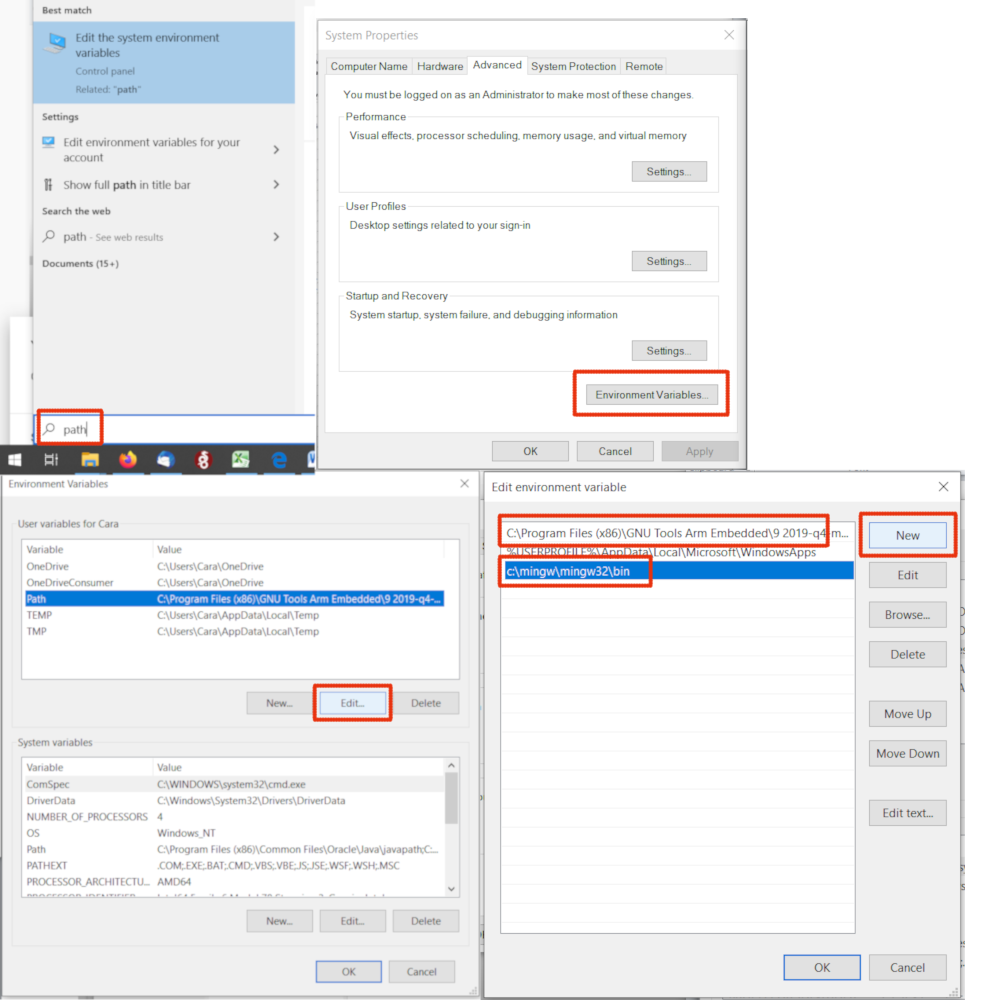 Best match
Edit the system environment
variables
Control panel
Related: "path"
Settings
Edit environment variables for your
account
Show full path in title bar
Search the web
path - See web results
Documents (15+)
path
System Properties
Computer Name Hardware Advanced System Protection Remote
You must be logged on as an Administrator to make most of these changes.
Performance
Visual effects, processor scheduling, memory usage, and virtual memory
Settings...
User Profiles
Desktop settings related to your sign-in
Settings...
Startup and Recovery
System startup, system failure, and debugging information
Settings...
Environment Variables...
OK Cancel Apply
Environment Variables
User variables for Cara
Variable Value
OneDrive C:\Users\Cara\OneDrive
OneDriveConsumer C:\Users\Cara\OneDrive
Path C:\Program Files (x86)\GNU Tools Arm Embedded\9 2019-q4-...
TEMP C:\Users\Cara\AppData\Local\Temp
TMP C:\Users\Cara\AppData\Local\Temp
New... Edit... Delete
System variables
Variable Value
ComSpec C:\WINDOWS\system32\cmd.exe
DriverData C:\Windows\System32\Drivers\DriverData
NUMBER_OF_PROCESSORS 4
OS Windows_NT
Path C:\Program Files (x86)\Common Files\Oracle\Java\javapath;C:...
PATHEXT .COM;.EXE;.BAT;.CMD;.VBS;.VBE;.JS;.JSE;.WSF;.WSH;.MSC
PROCESSOR_ARCHITECTU... AMD64
New... Edit... Delete
OK Cancel
Edit environment variable
C:\Program Files (x86)\GNU Tools Arm Embedded\9 2019-q4-m...
%USERPROFILE%\AppData\Local\Microsoft\WindowsApps
c:\mingw\mingw32\bin
New
Edit
Browse...
Delete
Move Up
Move Down
Edit text...
OK Cancel